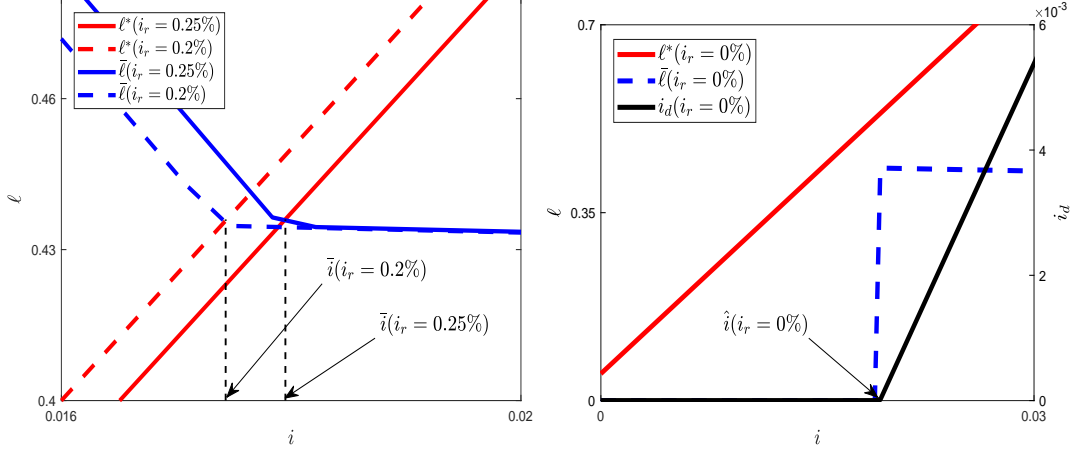 ℓ*(i_r = 0.25%)
ℓ*(i_r = 0.2%)
ℓ̄(i_r = 0.25%)
ℓ̄(i_r = 0.2%)
0.46
0.43
0.4
ℓ
ī(i_r = 0.2%)
ī(i_r = 0.25%)
0.016
0.02
i
×10⁻³
0.7
0.35
0
ℓ
ℓ*(i_r = 0%)
ℓ̄(i_r = 0%)
i_d(i_r = 0%)
î(i_r = 0%)
6
4
2
0
i_d
0
0.03
i